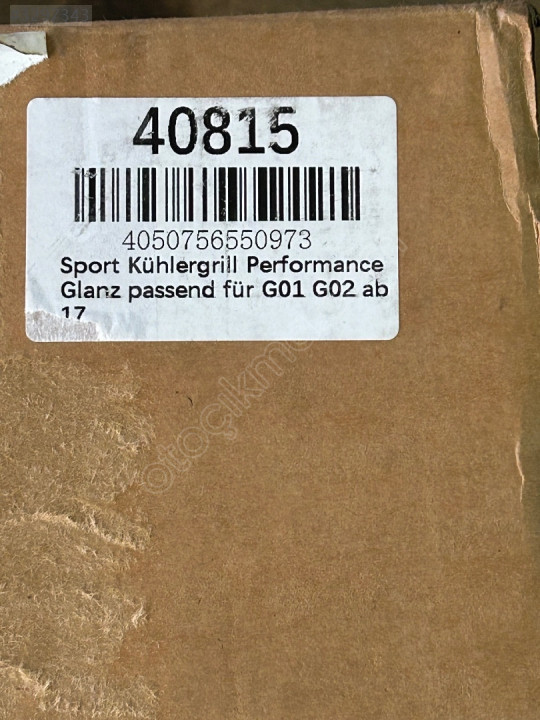 40815
4050756550973
Sport Kühlergrill Performance
Glanz passend für G01 G02 ab
17